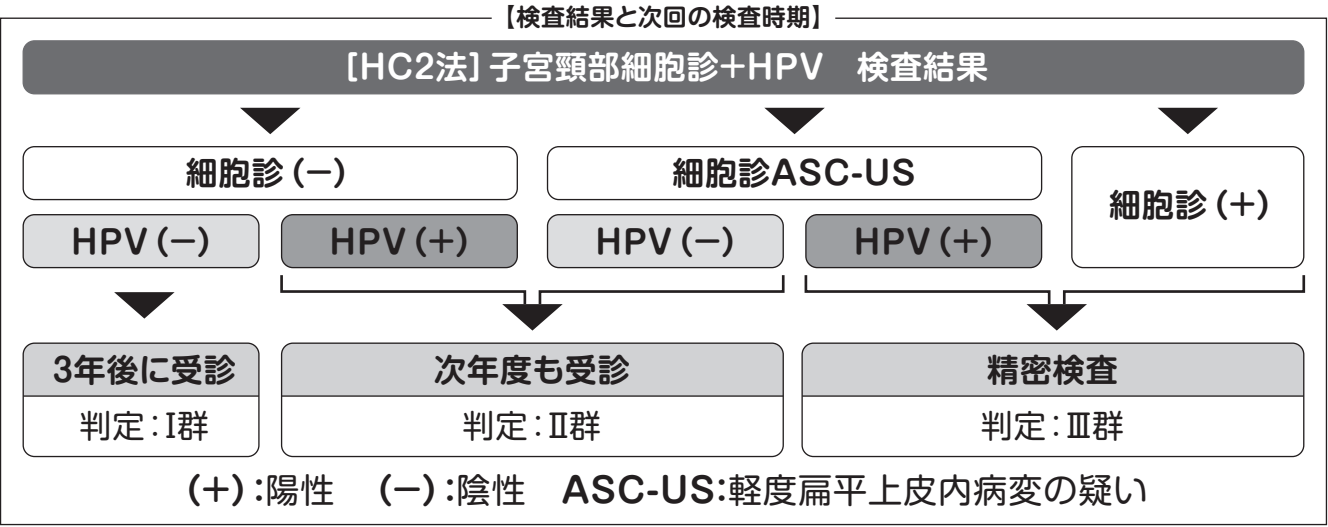 【検査結果と次回の検査時期】
[HC2法]子宮頸部細胞診+HPV 検査結果
細胞診(−) 細胞診ASC-US 細胞診(+)
HPV(−) HPV(+) HPV(−) HPV(+)
3年後に受診 次年度も受診 精密検査
判定:Ⅰ群 判定:Ⅱ群 判定:Ⅲ群
(+):陽性 (−):陰性 ASC-US:軽度扁平上皮内病変の疑い